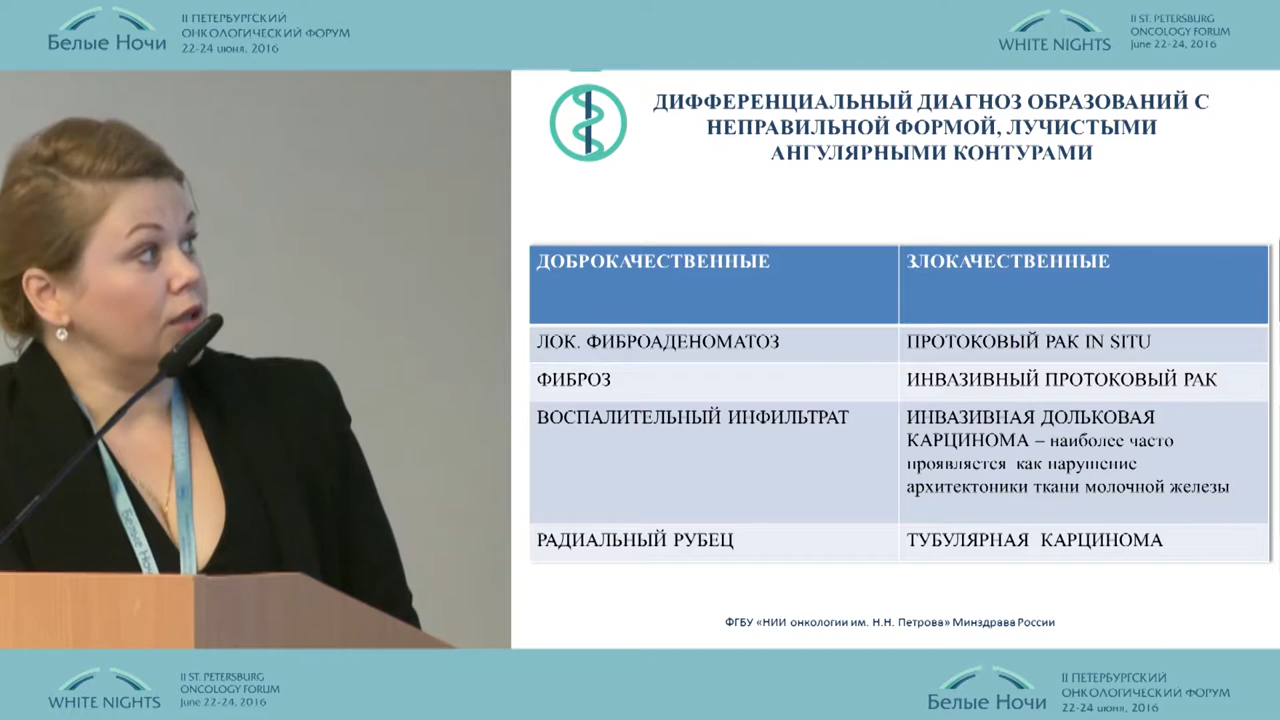 Белые Ночи
II ПЕТЕРБУРГСКИЙ
ОНКОЛОГИЧЕСКИЙ ФОРУМ
22-24 июня, 2016
WHITE NIGHTS
II ST. PETERSBURG
ONCOLOGY FORUM
June 22-24, 2016
ДИФФЕРЕНЦИАЛЬНЫЙ ДИАГНОЗ ОБРАЗОВАНИЙ С
НЕПРАВИЛЬНОЙ ФОРМОЙ, ЛУЧИСТЫМИ
АНГУЛЯРНЫМИ КОНТУРАМИ
ДОБРОКАЧЕСТВЕННЫЕ
ЗЛОКАЧЕСТВЕННЫЕ
ЛОК. ФИБРОАДЕНОМАТОЗ
ПРОТОКОВЫЙ РАК IN SITU
ФИБРОЗ
ИНВАЗИВНЫЙ ПРОТОКОВЫЙ РАК
ВОСПАЛИТЕЛЬНЫЙ ИНФИЛЬТРАТ
ИНВАЗИВНАЯ ДОЛЬКОВАЯ
КАРЦИНОМА – наиболее часто
проявляется как нарушение
архитектоники ткани молочной железы
РАДИАЛЬНЫЙ РУБЕЦ
ТУБУЛЯРНАЯ КАРЦИНОМА
ФГБУ «НИИ онкологии им. Н.Н. Петрова» Минздрава России
Белые Ночи
WHITE NIGHTS
II ST. PETERSBURG
ONCOLOGY FORUM
June 22-24, 2016
Белые Ночи
II ПЕТЕРБУРГСКИЙ
ОНКОЛОГИЧЕСКИЙ ФОРУМ
22-24 июня, 2016